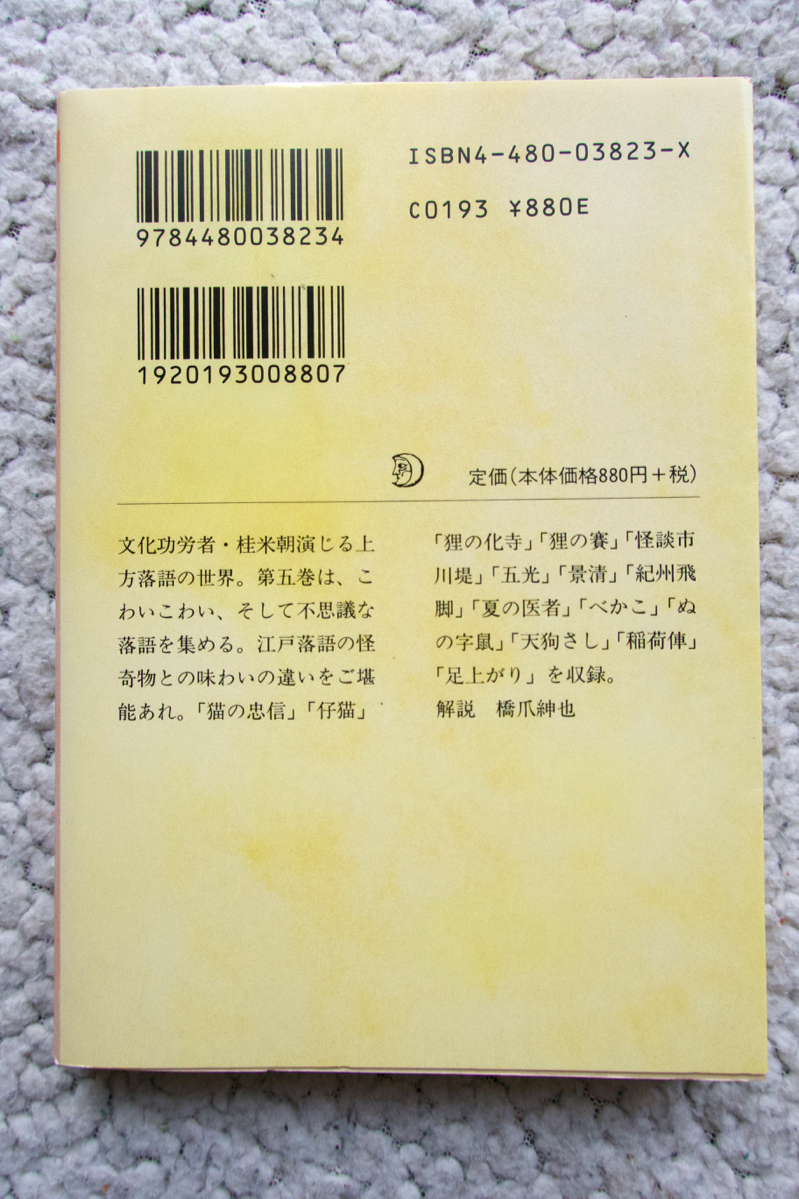 9784480038234
ISBN4-480-03823-X
C0193 ¥880E
1920193008807
定価(本体価格880円+税)
文化功労者・桂米朝演じる上
方落語の世界。第五巻は、こ
わいこわい、そして不思議な
落語を集める。江戸落語の怪
奇物との味わいの違いをご堪
能あれ。「猫の忠信」「仔猫」
「狸の化寺」「狸の賽」「怪談市
川堤」「五光」「景清」「紀州飛
脚」「夏の医者」「べかこ」「ぬ
の字鼠」「天狗さし」「稲荷俥」
「足上がり」を収録。
解説 橋爪紳也